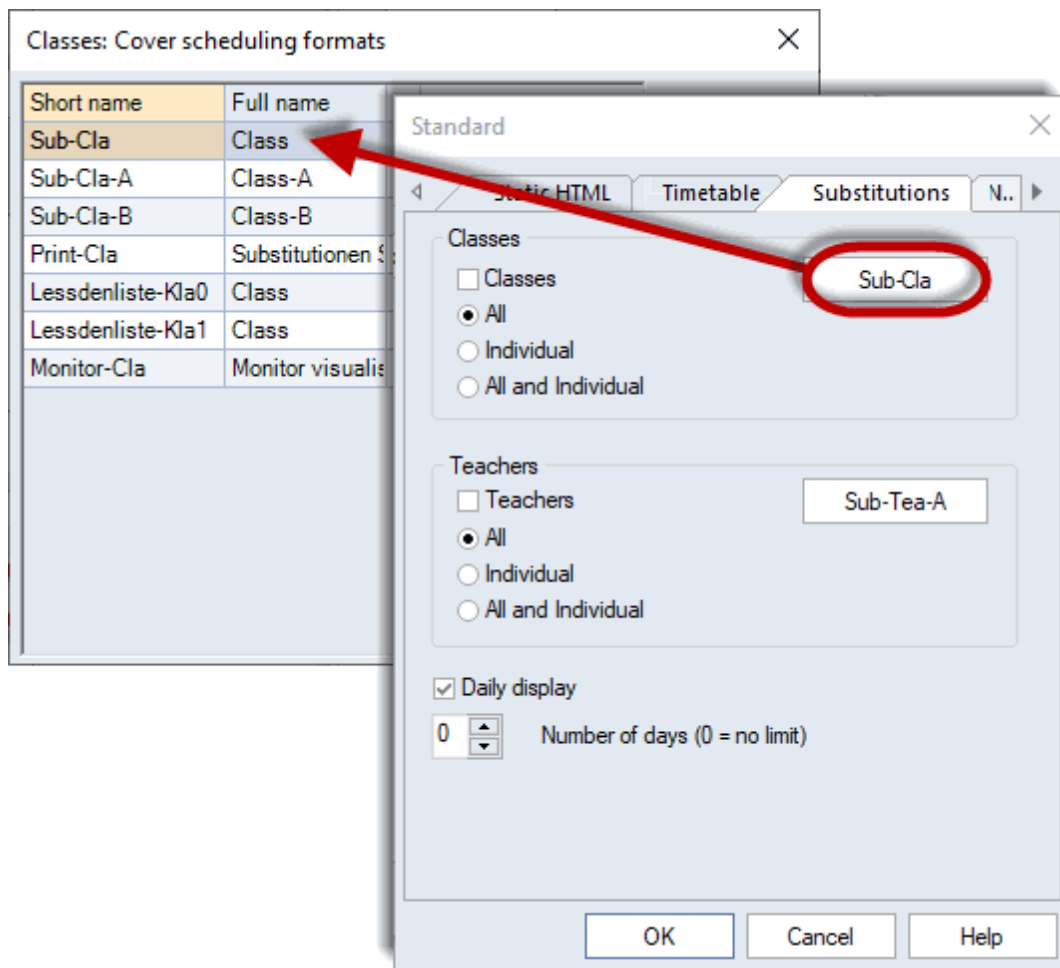 Classes: Cover scheduling formats
Short name Full name
Sub-Cla Class
Sub-Cla-A Class-A
Sub-Cla-B Class-B
Print-Cla Substitutionen
Lessdenliste-Kla0 Class
Lessdenliste-Kla1 Class
Monitor-Cla Monitor
Standard
Static HTML Timetable Substitutions N..
Classes
Classes Sub-Cla
All
Individual
All and Individual
Teachers
Teachers Sub-Tea-A
All
Individual
All and Individual
Daily display
0 Number of days (0 = no limit)
OK Cancel Help